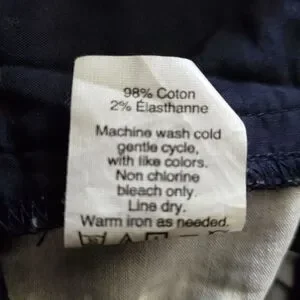 98% Coton
2% Élasthanne
Machine wash cold
gentle cycle,
with like colors.
Non chlorine
bleach only.
Line dry.
Warm iron as needed.